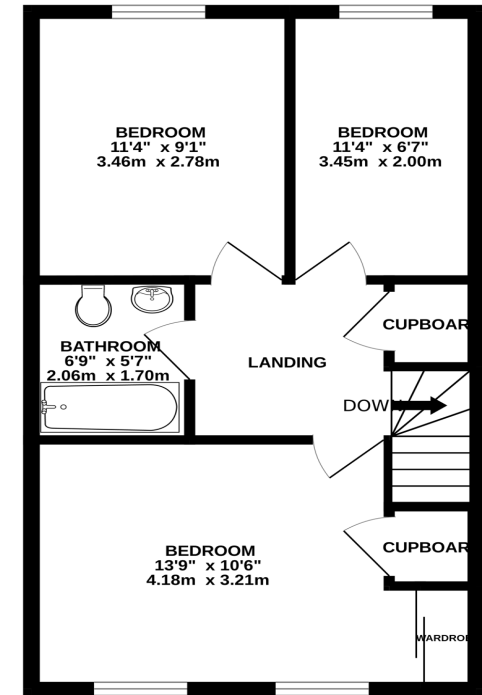 BEDROOM
11'4" x 9'1"
3.46m x 2.78m
BEDROOM
11'4" x 6'7"
3.45m x 2.00m
CUPBOAR
BATHROOM
6'9" x 5'7"
2.06m x 1.70m
LANDING
DOW
BEDROOM
13'9" x 10'6"
4.18m x 3.21m
CUPBOAR
WARDRO